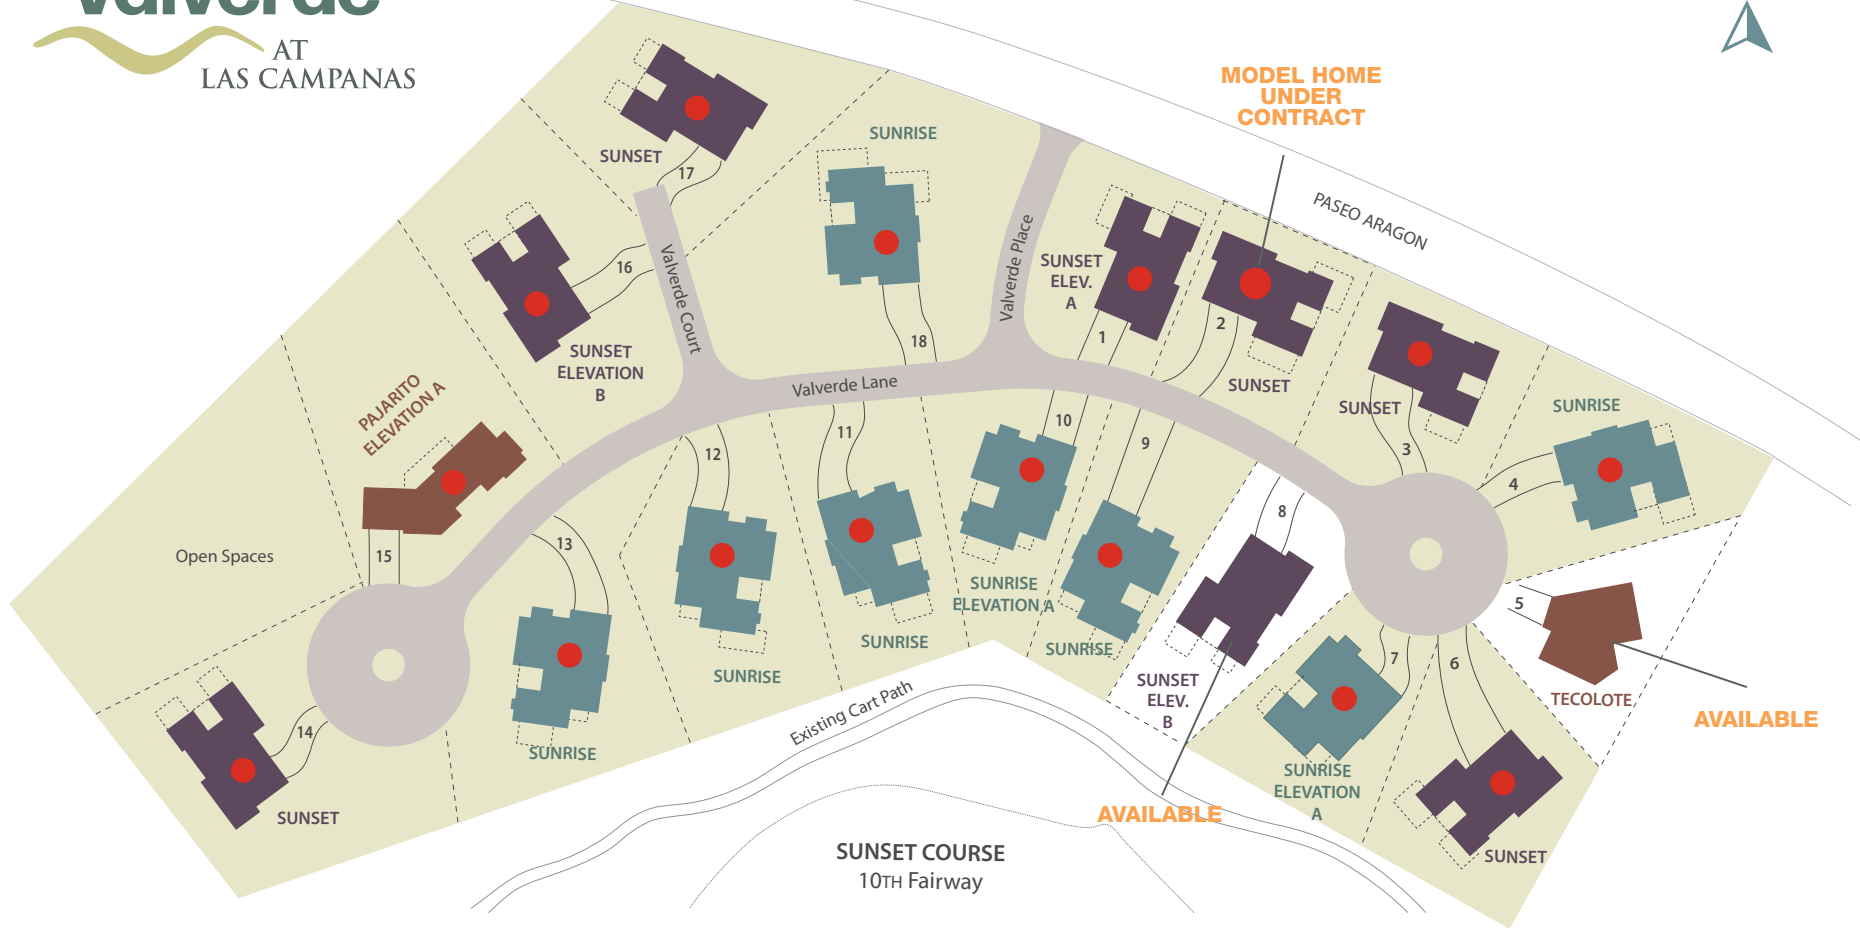 Valverde
AT
LAS CAMPANAS
MODEL HOME
UNDER
CONTRACT
PASEO ARAGON
SUNSET
17
SUNRISE
18
Valverde Place
Valverde Court
Valverde Lane
16
SUNSET
ELEVATION
B
SUNSET
ELEV.
A
1
2
SUNSET
SUNSET
3
SUNRISE
4
PAJARITO
ELEVATION A
15
Open Spaces
14
SUNSET
13
SUNRISE
12
SUNRISE
11
SUNRISE
10
SUNRISE
ELEVATION A
9
SUNRISE
8
SUNSET
ELEV.
B
AVAILABLE
7
SUNRISE
ELEVATION
A
6
SUNSET
5
TECOLOTE
AVAILABLE
Existing Cart Path
SUNSET COURSE
10TH Fairway